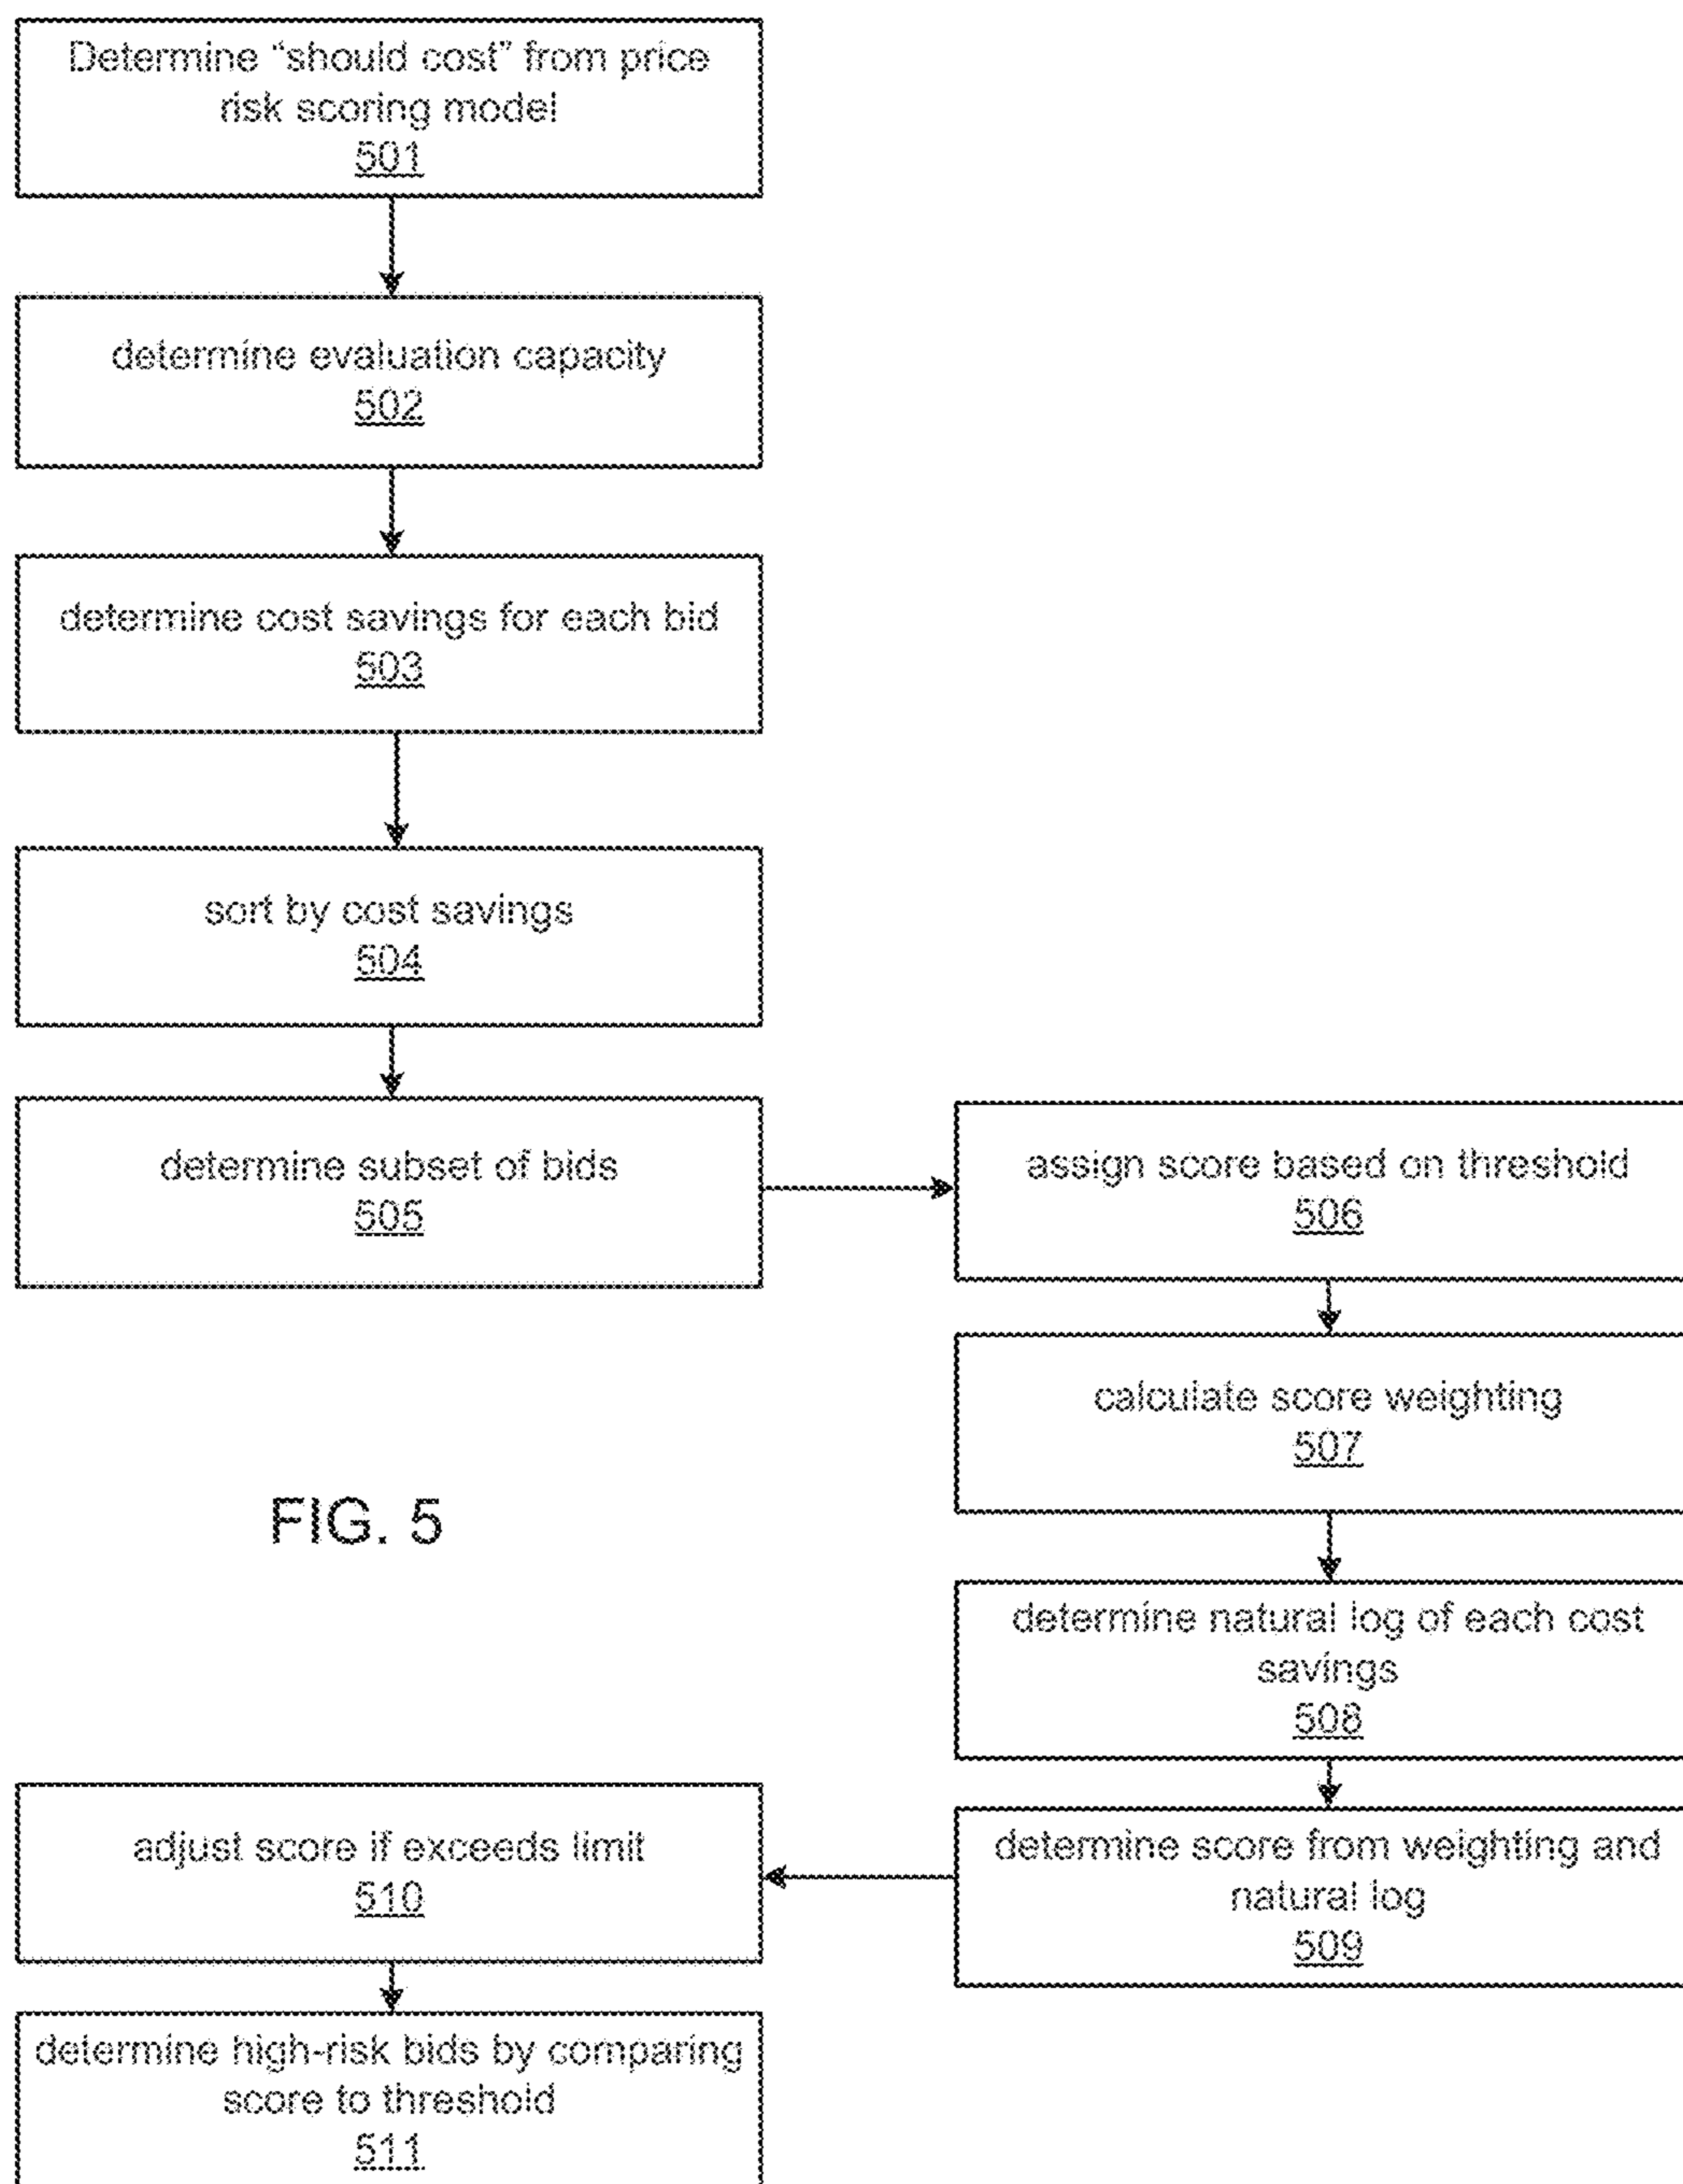 Determine “should cost” from price
risk scoring model
501
determine evaluation capacity
502
determine cost savings for each bid
503
sort by cost savings
504
determine subset of bids
505
assign score based on threshold
506
calculate score weighting
507
determine natural log of each cost
savings
508
determine score from weighting and
natural log
509
adjust score if exceeds limit
510
determine high-risk bids by comparing
score to threshold
511
FIG. 5